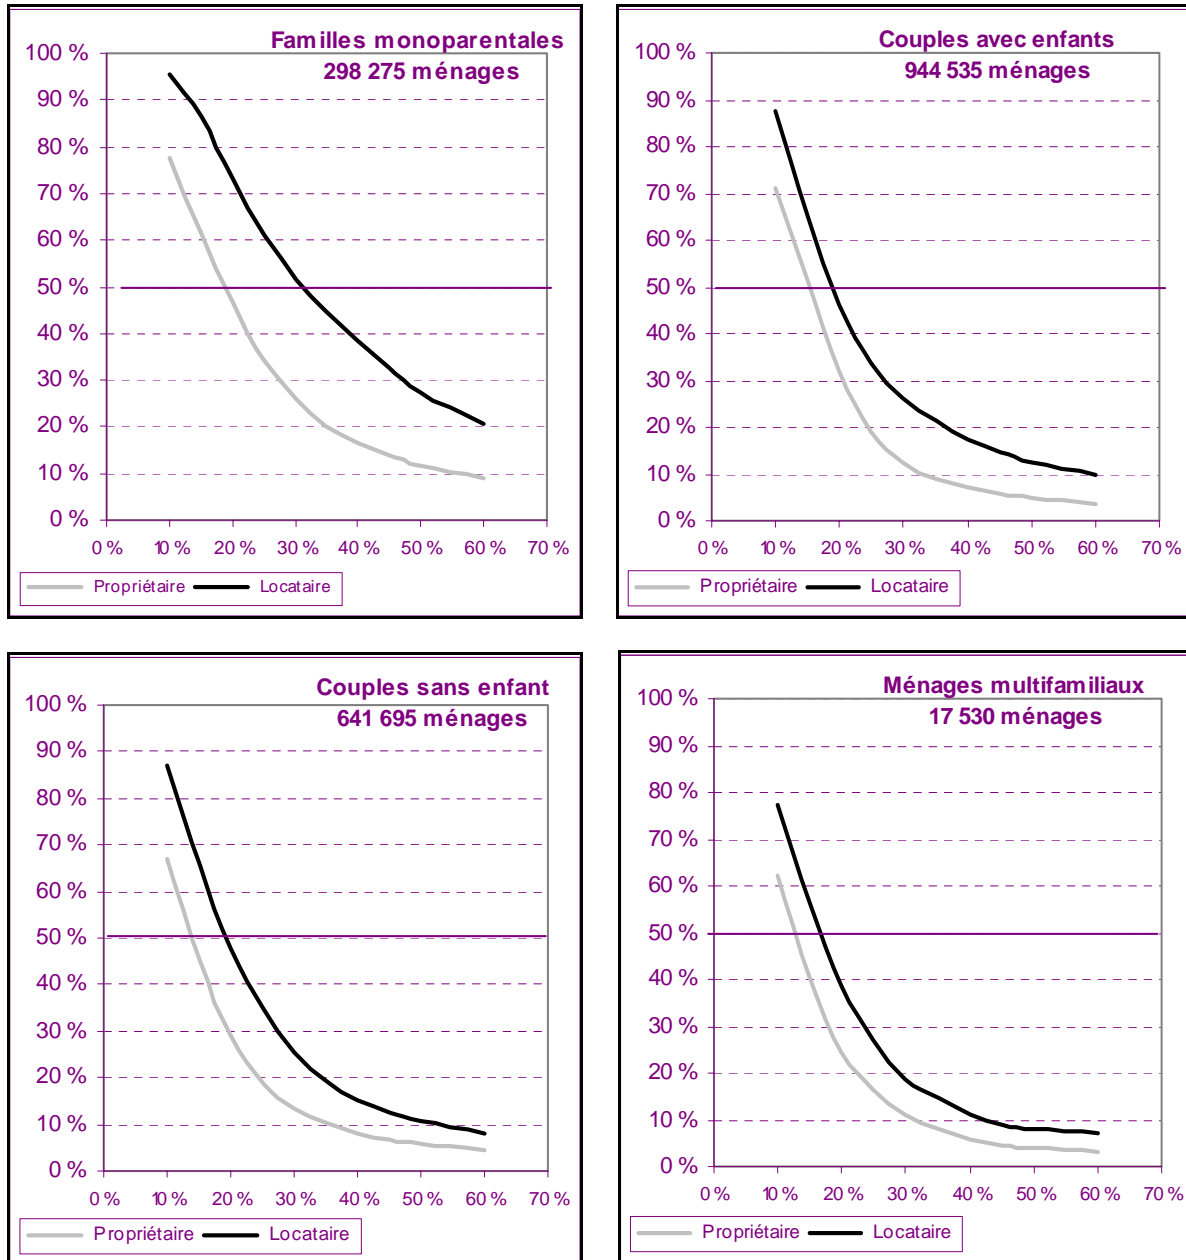 Familles monoparentales
298 275 ménages
100 %
90 %
80 %
70 %
60 %
50 %
40 %
30 %
20 %
10 %
0 %
0 % 10 % 20 % 30 % 40 % 50 % 60 % 70 %
Propriétaire Locataire
Couples avec enfants
944 535 ménages
100 %
90 %
80 %
70 %
60 %
50 %
40 %
30 %
20 %
10 %
0 %
0 % 10 % 20 % 30 % 40 % 50 % 60 % 70 %
Propriétaire Locataire
Couples sans enfant
641 695 ménages
100 %
90 %
80 %
70 %
60 %
50 %
40 %
30 %
20 %
10 %
0 %
0 % 10 % 20 % 30 % 40 % 50 % 60 % 70 %
Propriétaire Locataire
Ménages multifamiliaux
17 530 ménages
100 %
90 %
80 %
70 %
60 %
50 %
40 %
30 %
20 %
10 %
0 %
0 % 10 % 20 % 30 % 40 % 50 % 60 % 70 %
Propriétaire Locataire